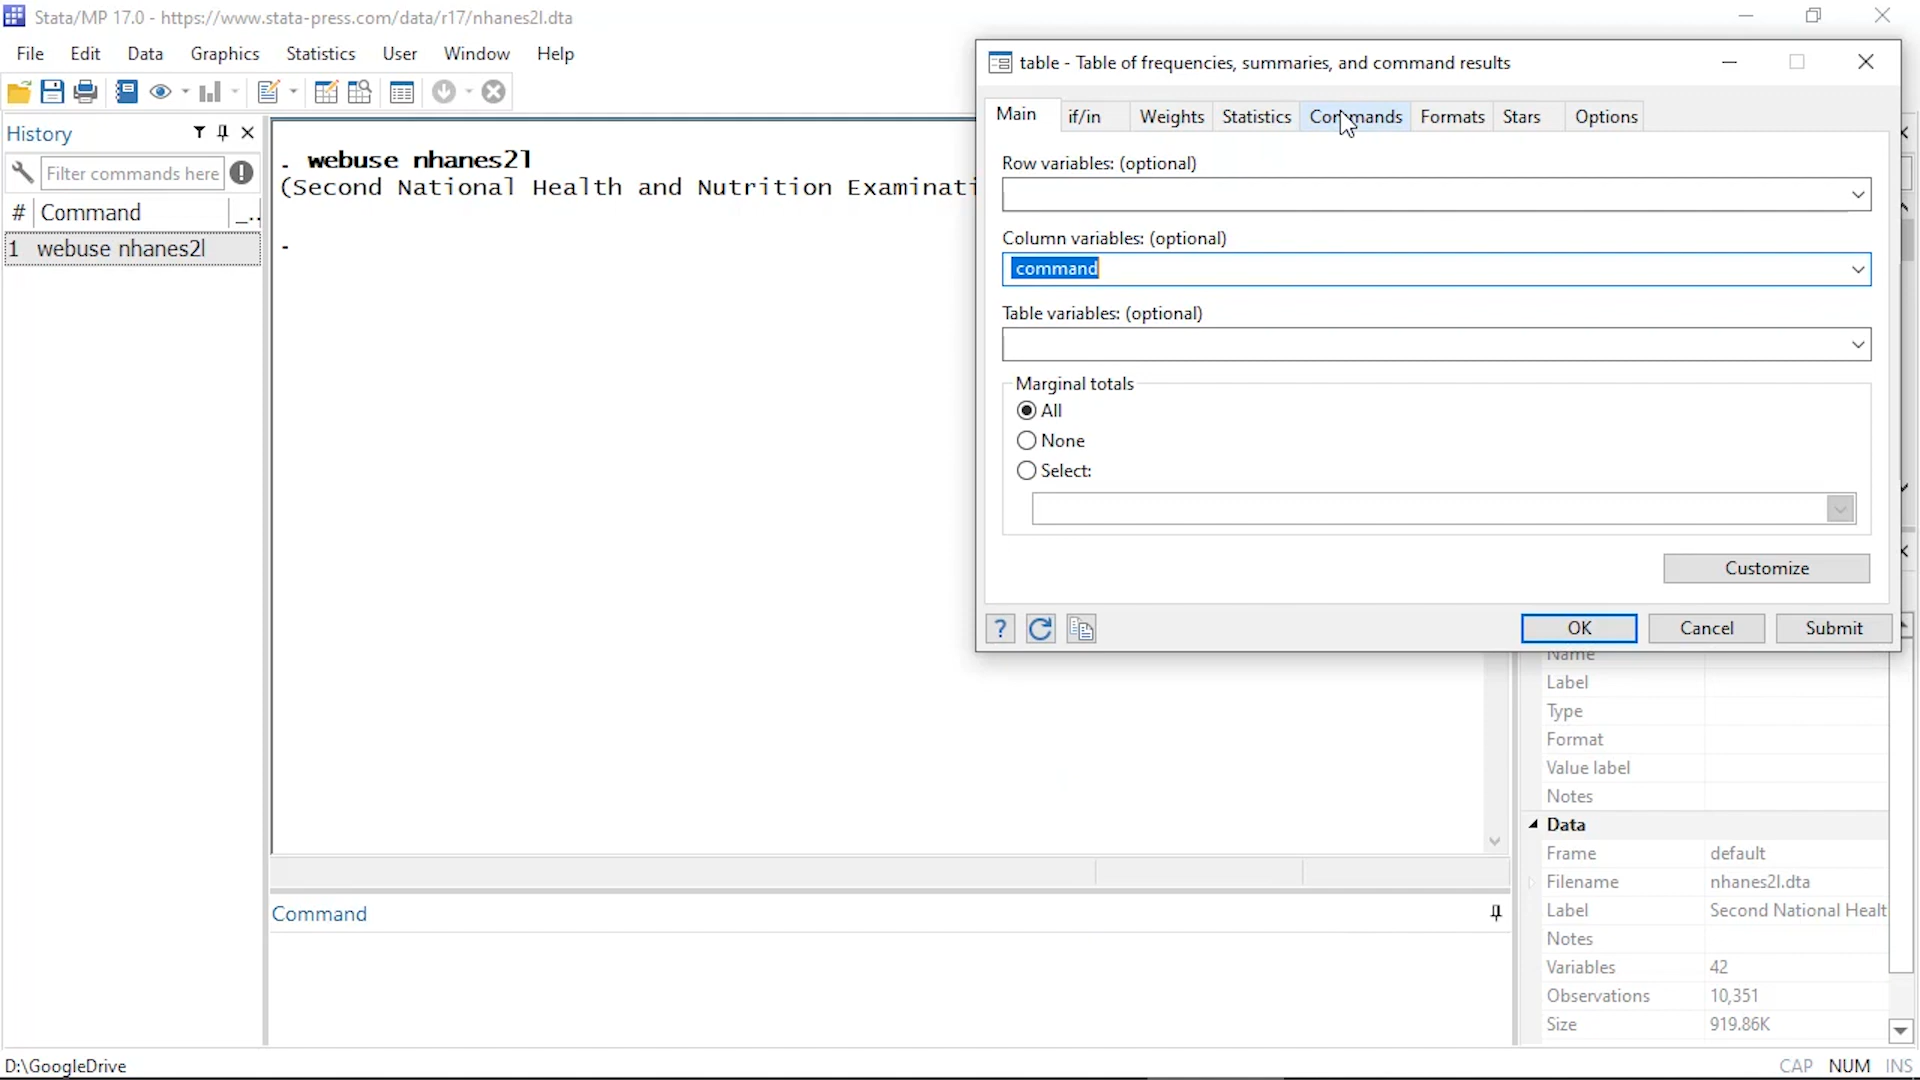 Stata/MP 17.0 - https://www.stata-press.com/data/r17/nhanes2l.dta
File Edit Data Graphics Statistics User Window Help
History
Filter commands here
# Command _..
1 webuse nhanes2l
. webuse nhanes2l
(Second National Health and Nutrition Examinati
.
table - Table of frequencies, summaries, and command results
Main if/in Weights Statistics Commands Formats Stars Options
Row variables: (optional)
Column variables: (optional)
command
Table variables: (optional)
Marginal totals
All
None
Select:
Customize
? OK Cancel Submit
Name
Label
Type
Format
Value label
Notes
Data
Frame default
Filename nhanes2l.dta
Label Second National Healt
Notes
Variables 42
Observations 10,351
Size 919.86K
Command
D:\GoogleDrive
CAP NUM INS